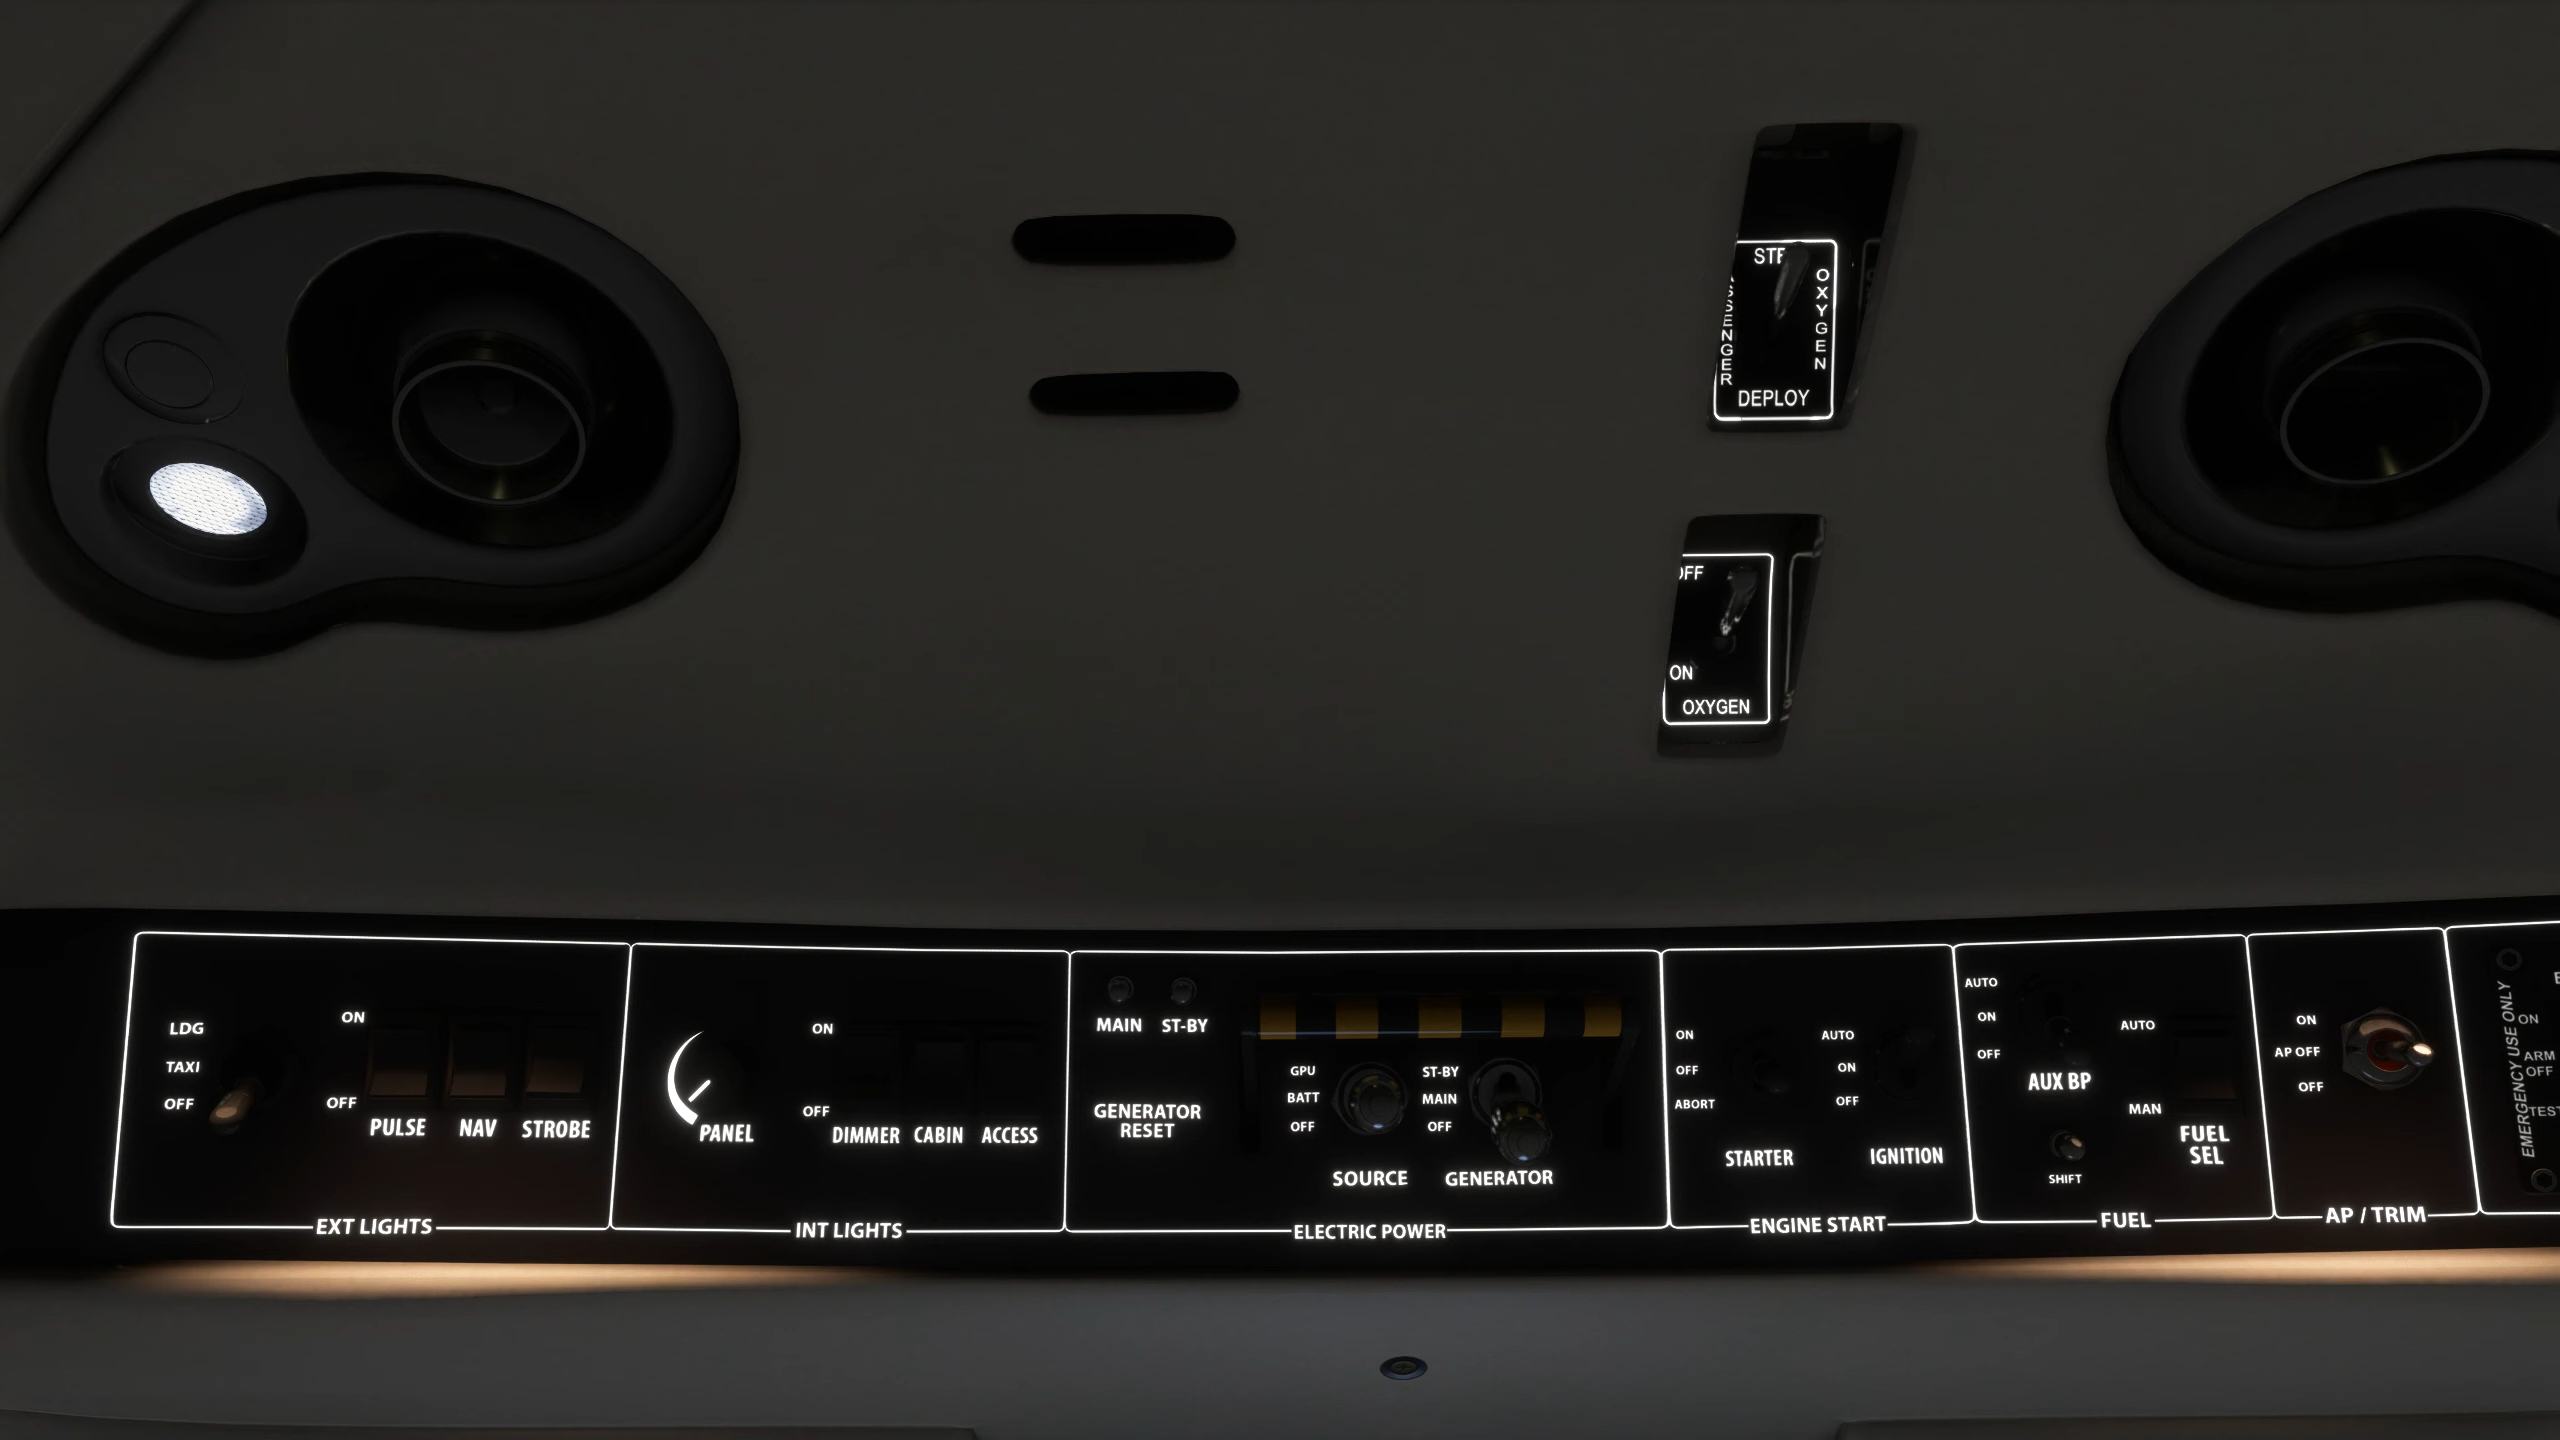 OXYGEN
DEPLOY
ON
OXYGEN
LDG
TAXI
OFF
ON
OFF
PULSE
NAV
STROBE
EXT LIGHTS
PANEL
ON
OFF
DIMMER
CABIN
ACCESS
INT LIGHTS
MAIN
ST-BY
GENERATOR
RESET
GPU
BATT
OFF
SOURCE
ST-BY
MAIN
OFF
GENERATOR
ELECTRIC POWER
ON
OFF
ABORT
STARTER
AUTO
ON
OFF
IGNITION
ENGINE START
AUTO
ON
OFF
AUX BP
SHIFT
AUTO
MAN
FUEL
SEL
FUEL
ON
AP OFF
OFF
AP / TRIM
EMERGENCY USE ONLY
ON
ARM
OFF
TEST